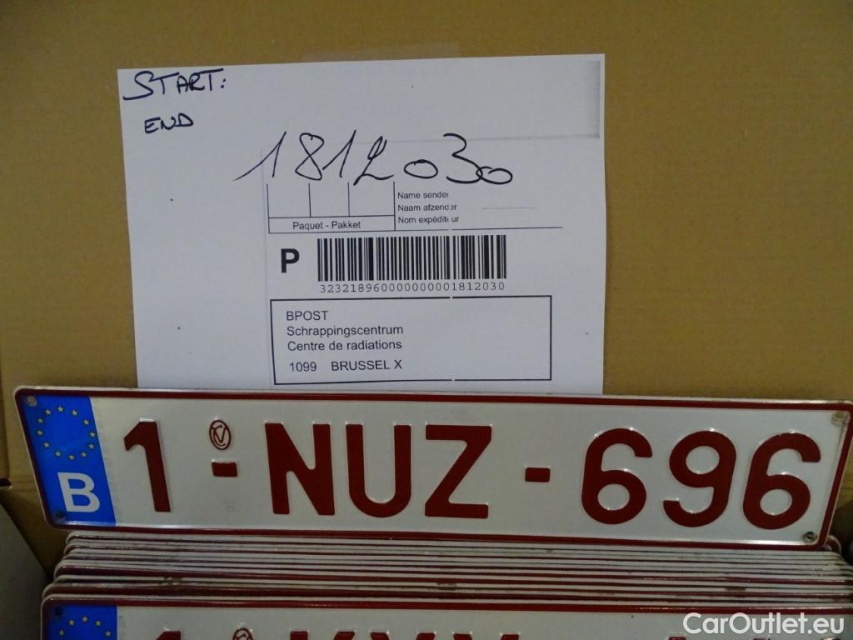 START:
END
1812030
Name sender
Naam afzender
Nom expéditeur
Paquet - Pakket
P
323218960000000001812030
BPOST
Schrappingscentrum
Centre de radiations
1099 BRUSSEL X
B 1-NUZ-696
CarOutlet.eu